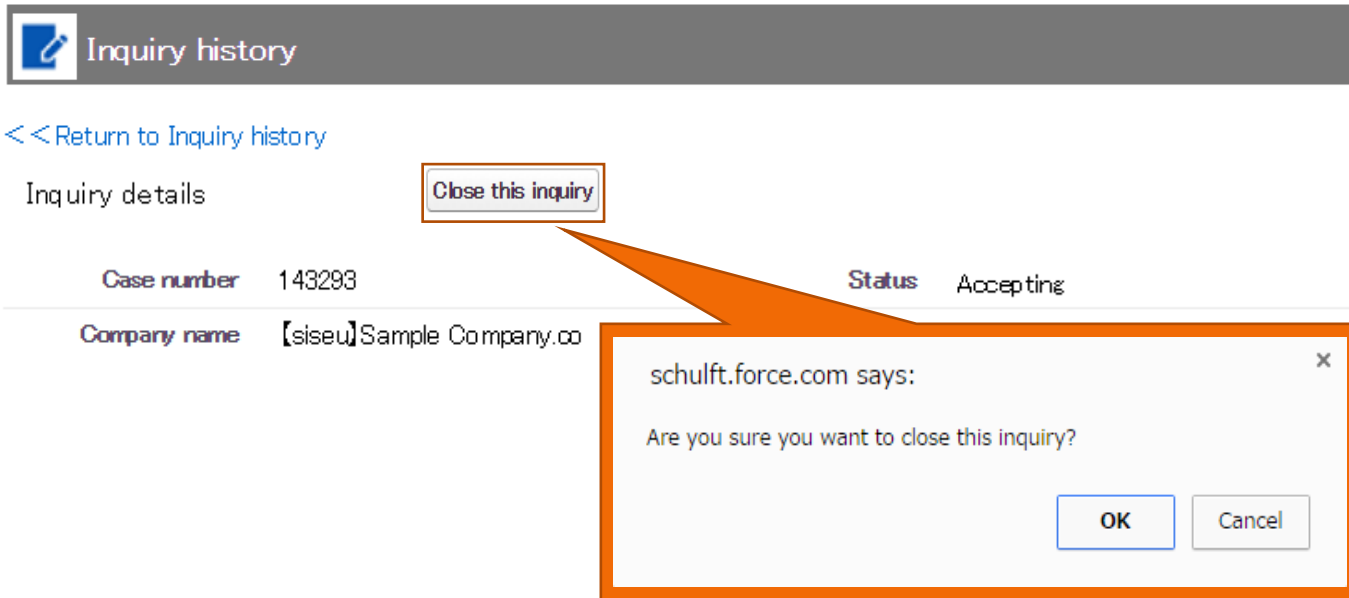 Inquiry history
<<Return to Inquiry history
Inquiry details
Close this inquiry
Case number 143293 Status Accepting
Company name 【siseu】Sample Company.co
schulft.force.com says:
×
Are you sure you want to close this inquiry?
OK Cancel